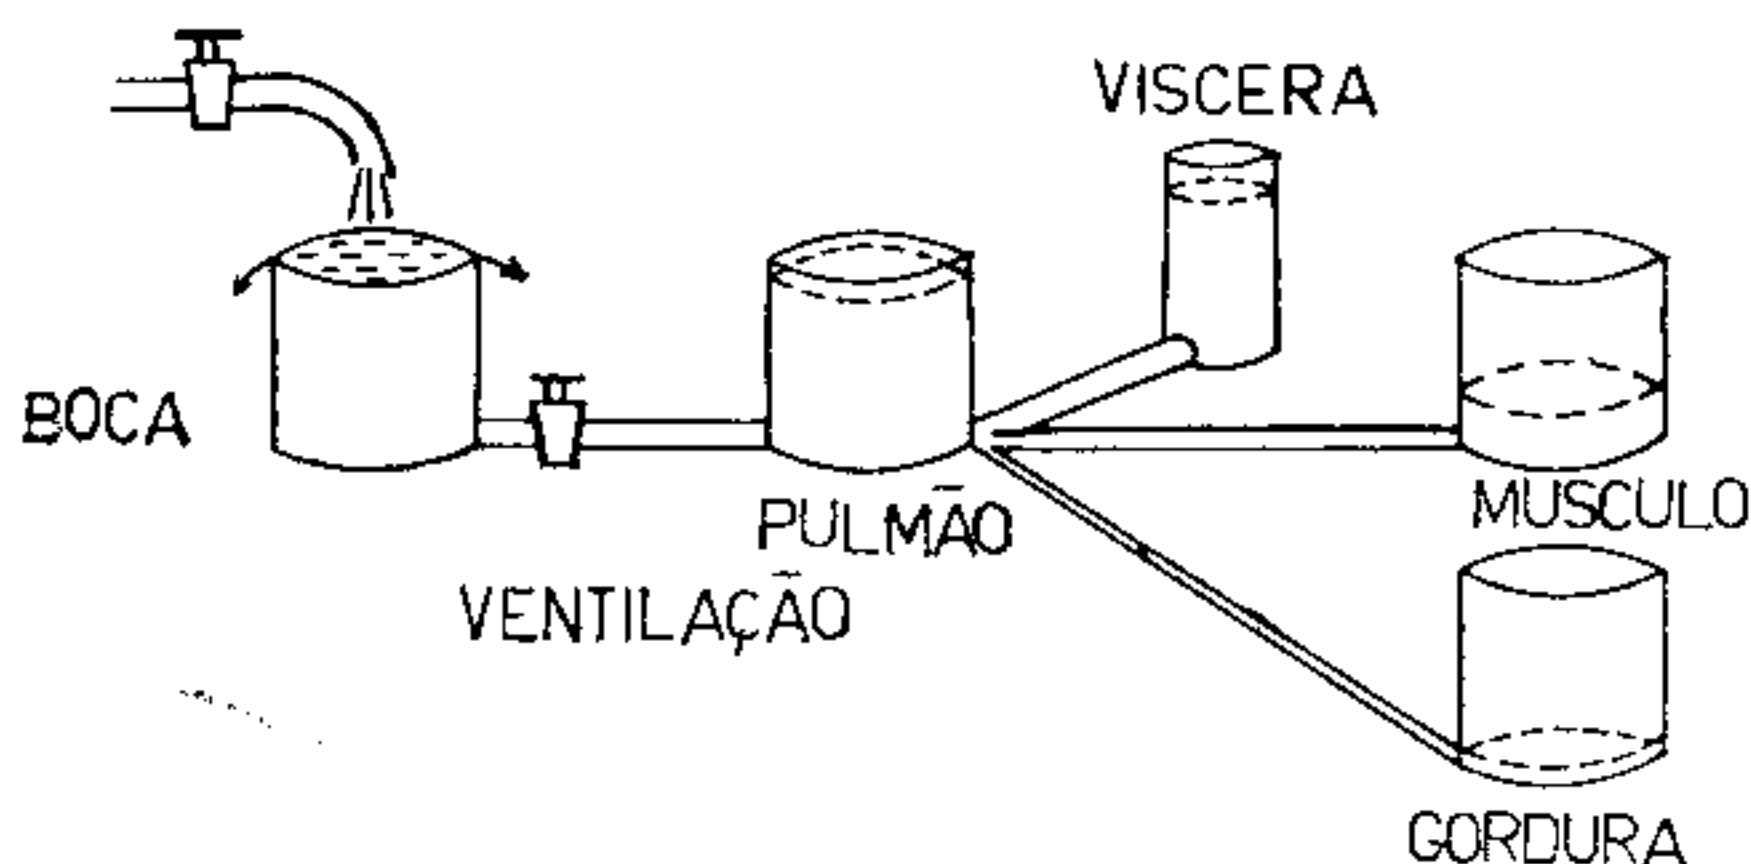 VISCERA
BOCA
PULMÃO
MUSCULO
VENTILAÇÃO
GORDURA